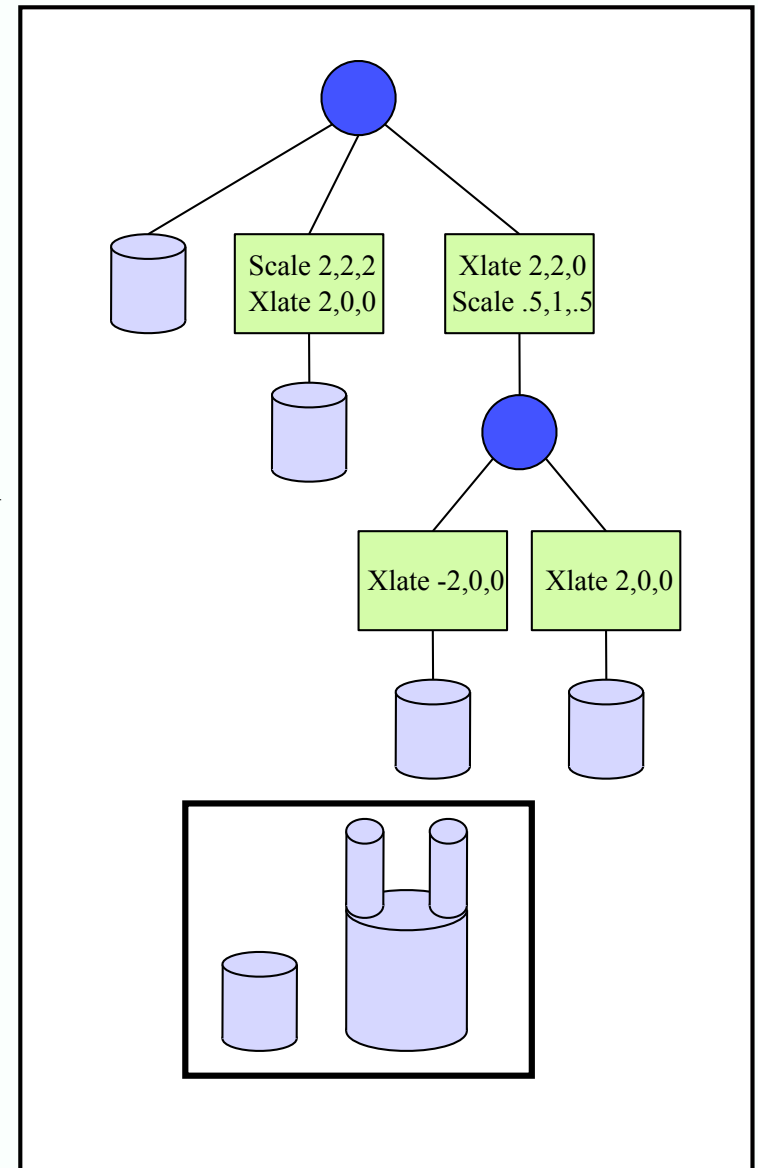 Scale 2,2,2
Xlate 2,0,0
Xlate 2,2,0
Scale .5,1,.5
Xlate -2,0,0
Xlate 2,0,0